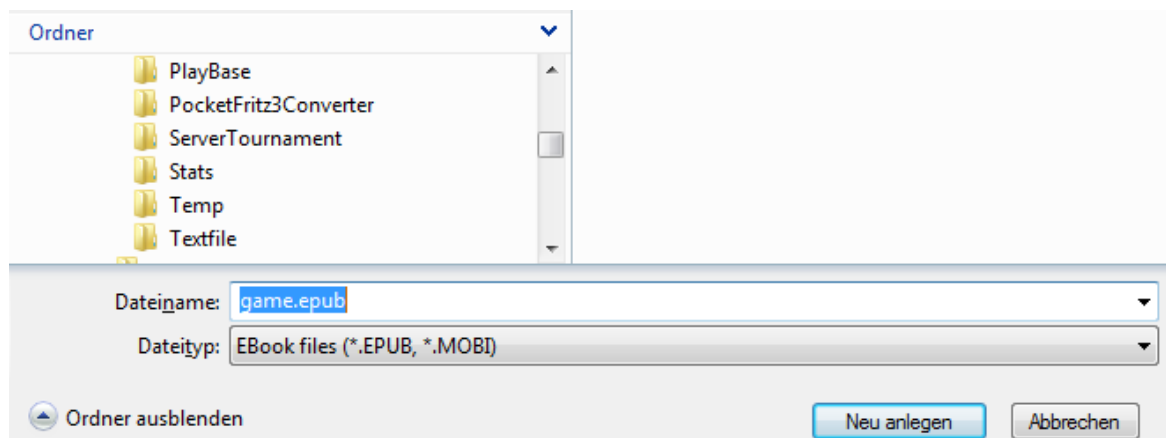 Ordner
PlayBase
PocketFritz3Converter
ServerTournament
Stats
Temp
Textfile
Dateiname: game.epub
Dateityp: EBook files (*.EPUB, *.MOBI)
Ordner ausblenden Neu anlegen Abbrechen